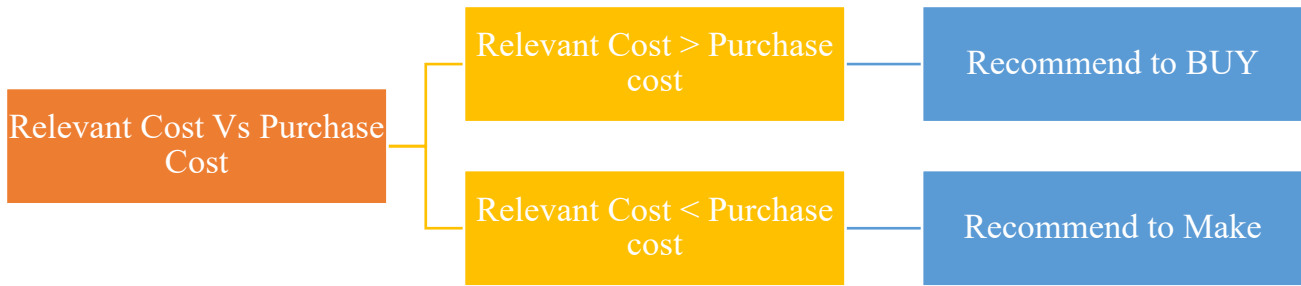 Relevant Cost Vs Purchase
Cost
Relevant Cost > Purchase
cost
Recommend to BUY
Relevant Cost < Purchase
cost
Recommend to Make